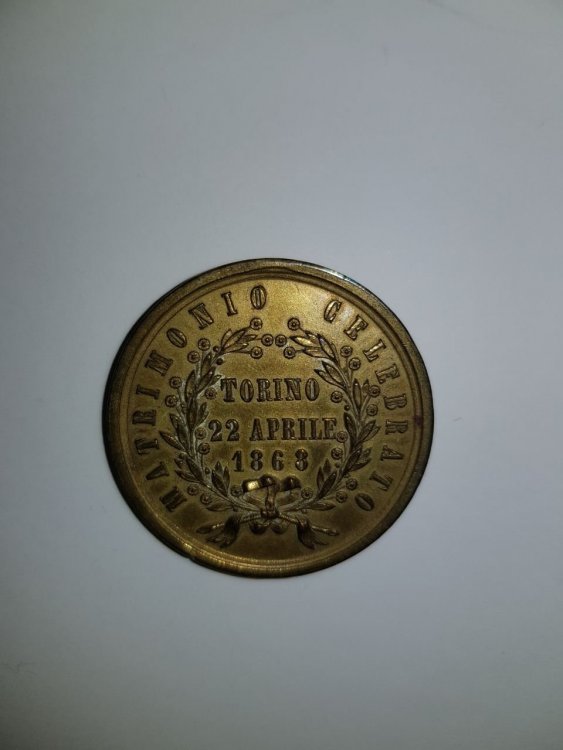 MATRIMONIO CELEBRATO
TORINO
22 APRILE
1868